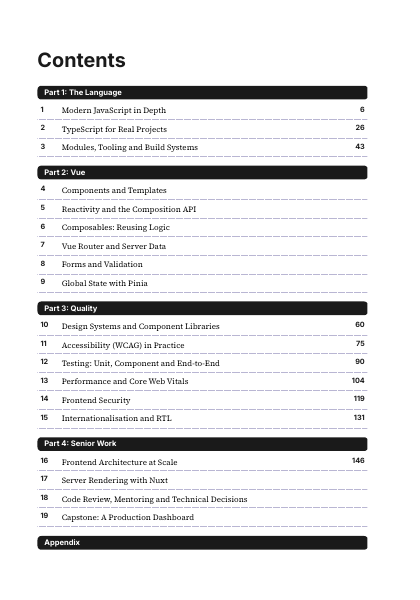 Contents
Part 1: The Language
1 Modern JavaScript in Depth 6
2 TypeScript for Real Projects 26
3 Modules, Tooling and Build Systems 43
Part 2: Vue
4 Components and Templates
5 Reactivity and the Composition API
6 Composables: Reusing Logic
7 Vue Router and Server Data
8 Forms and Validation
9 Global State with Pinia
Part 3: Quality
10 Design Systems and Component Libraries 60
11 Accessibility (WCAG) in Practice 75
12 Testing: Unit, Component and End-to-End 90
13 Performance and Core Web Vitals 104
14 Frontend Security 119
15 Internationalisation and RTL 131
Part 4: Senior Work
16 Frontend Architecture at Scale 146
17 Server Rendering with Nuxt
18 Code Review, Mentoring and Technical Decisions
19 Capstone: A Production Dashboard
Appendix